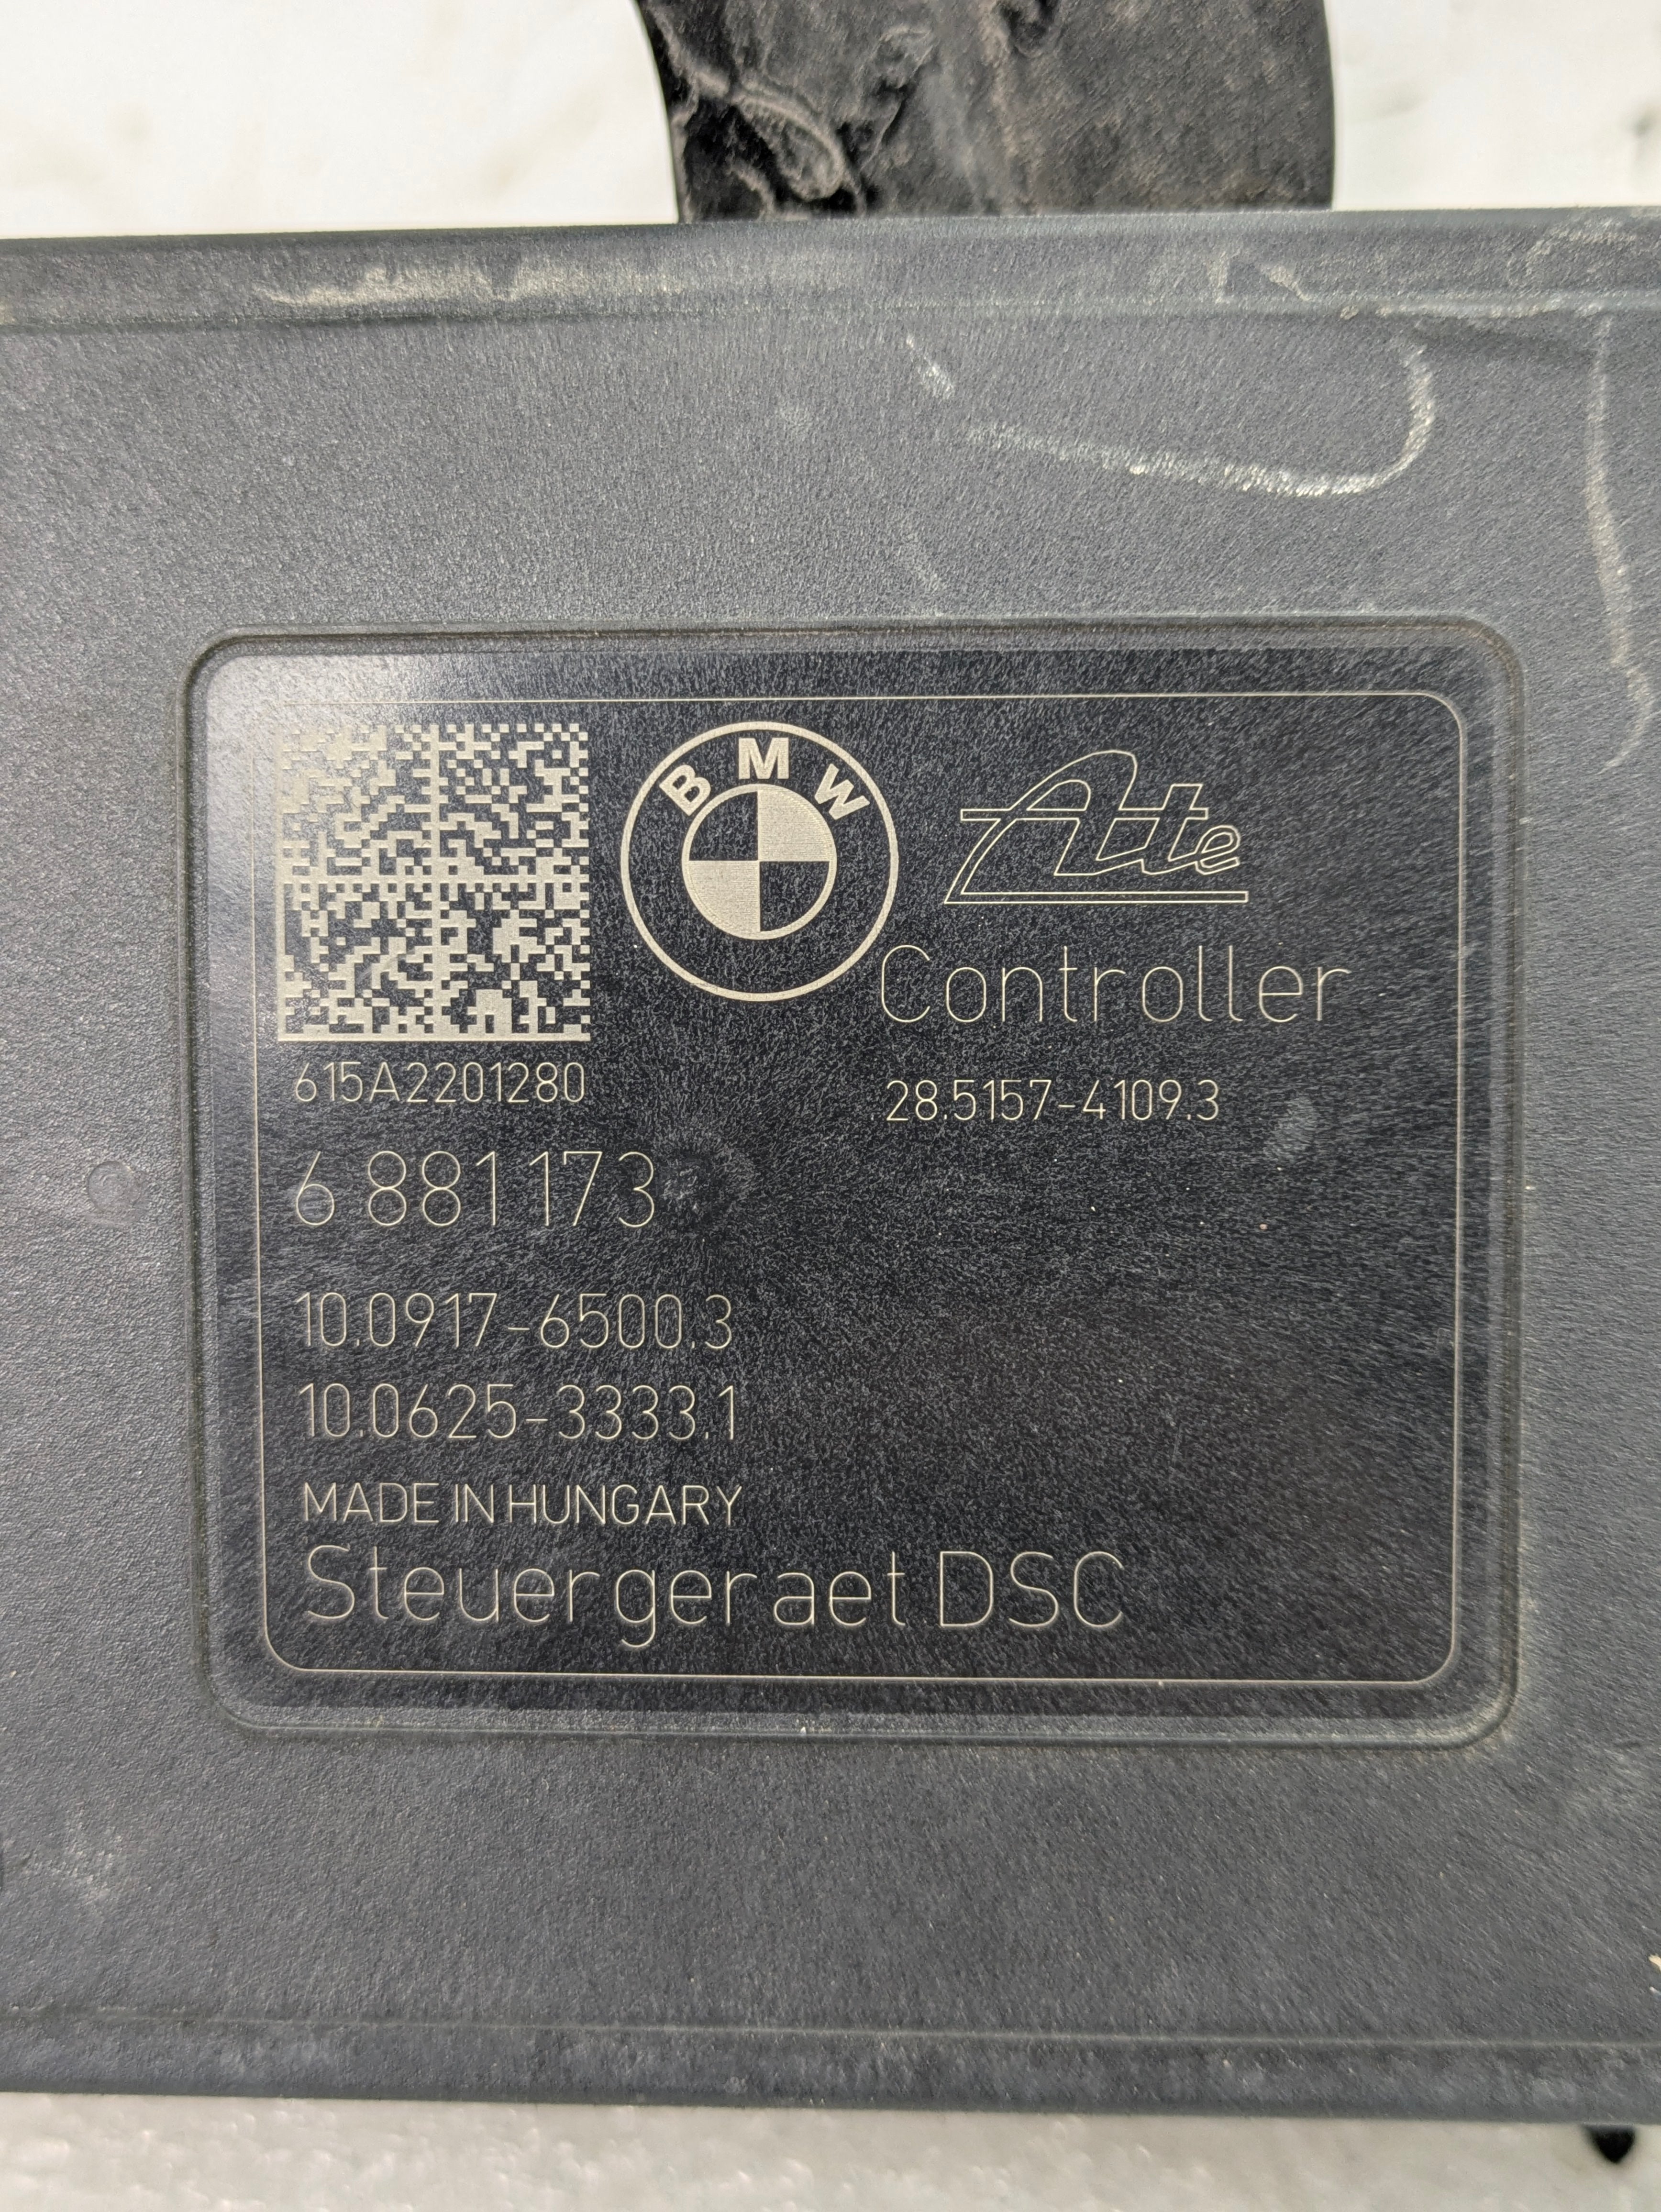 BMW
Ate
Controller
615A2201280
28.5157-4109.3
6 881 173
10.0917-6500.3
10.0625-3333.1
MADE IN HUNGARY
Steuergeraet DSC